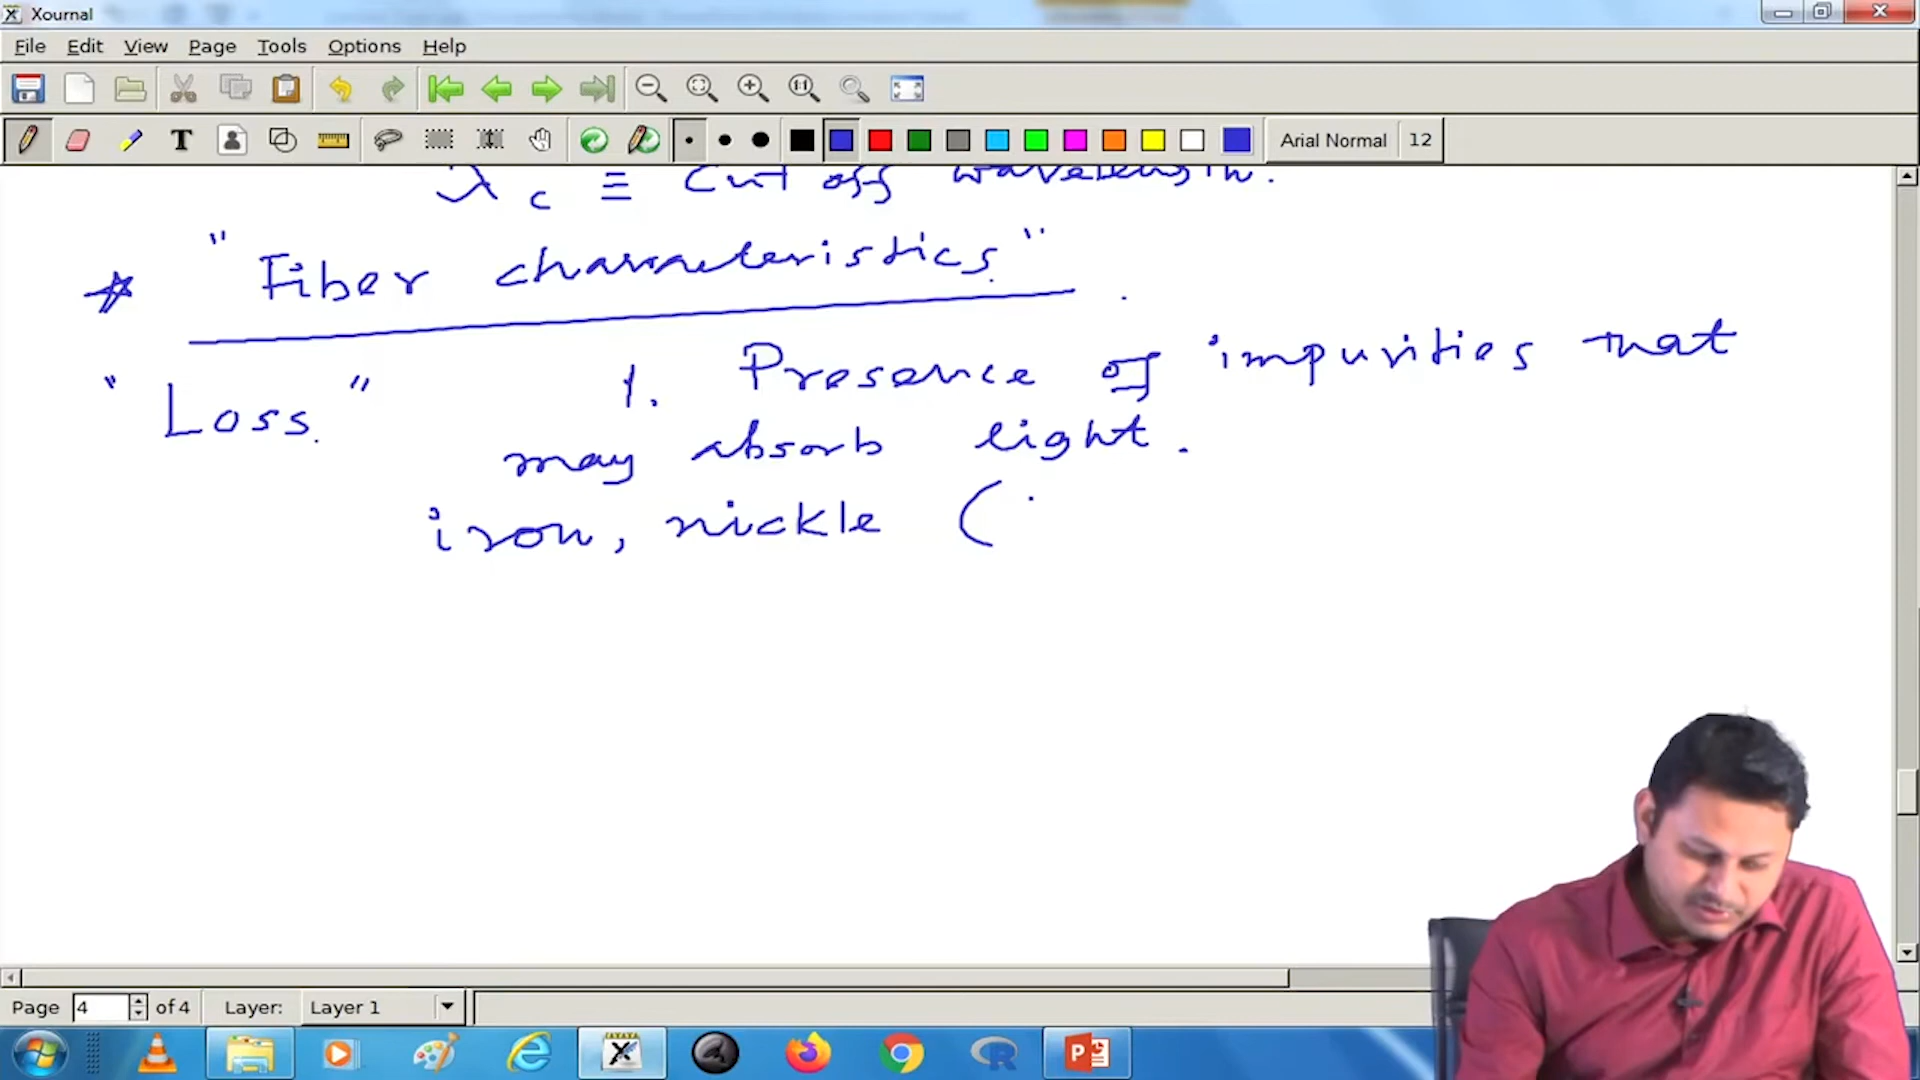 Xournal
File Edit View Page Tools Options Help
Arial Normal 12
λc ≡ Cut off wavelength.
* "Fiber characteristics."
"Loss." 1. Presence of impurities that
may absorb light.
iron, nickle (
Page 4 of 4 Layer: Layer 1